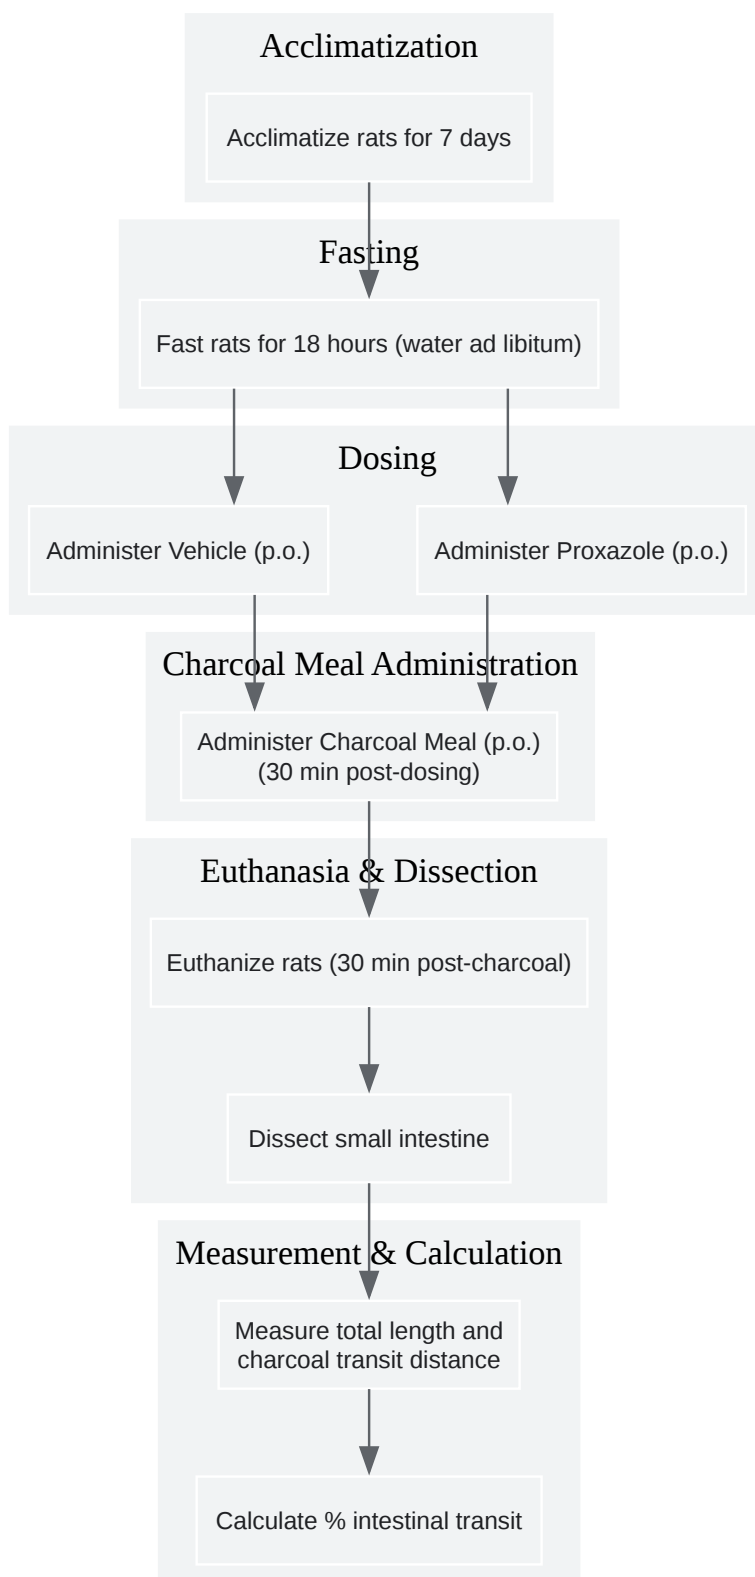 Acclimatization
Acclimatize rats for 7 days
Fasting
Fast rats for 18 hours (water ad libitum)
Dosing
Administer Vehicle (p.o.)
Administer Proxazole (p.o.)
Charcoal Meal Administration
Administer Charcoal Meal (p.o.)
(30 min post-dosing)
Euthanasia & Dissection
Euthanize rats (30 min post-charcoal)
Dissect small intestine
Measurement & Calculation
Measure total length and
charcoal transit distance
Calculate % intestinal transit